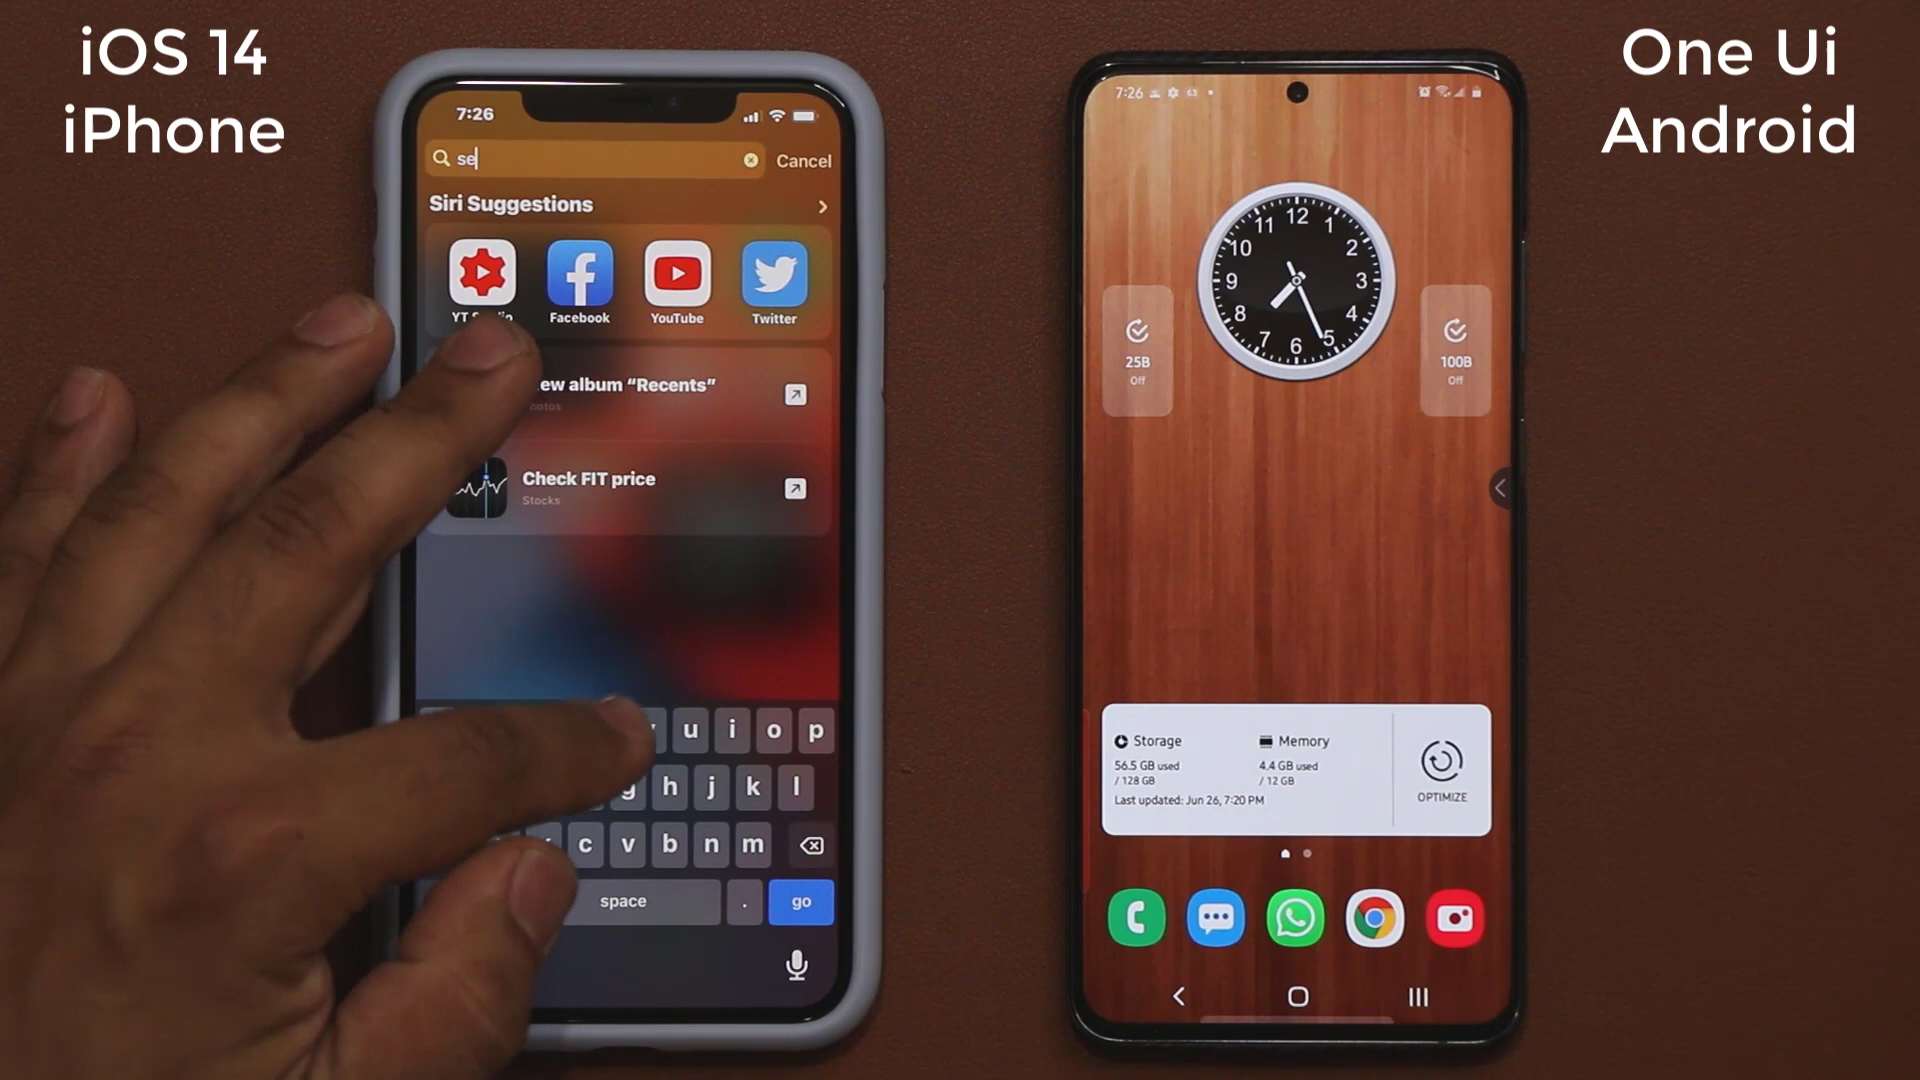 iOS 14
iPhone
One Ui
Android
7:26
se
Cancel
Siri Suggestions
YT
Facebook
YouTube
Twitter
album “Recents”
Check FIT price
Stocks
u i o p
g h j k l
c v b n m
space . go
7:26
12 1 2 3 4 5 6 7 8 9 10 11
25B
Off
100B
Off
Storage
56.5 GB used
/ 128 GB
Memory
4.4 GB used
/ 12 GB
Last updated: Jun 26, 7:20 PM
OPTIMIZE